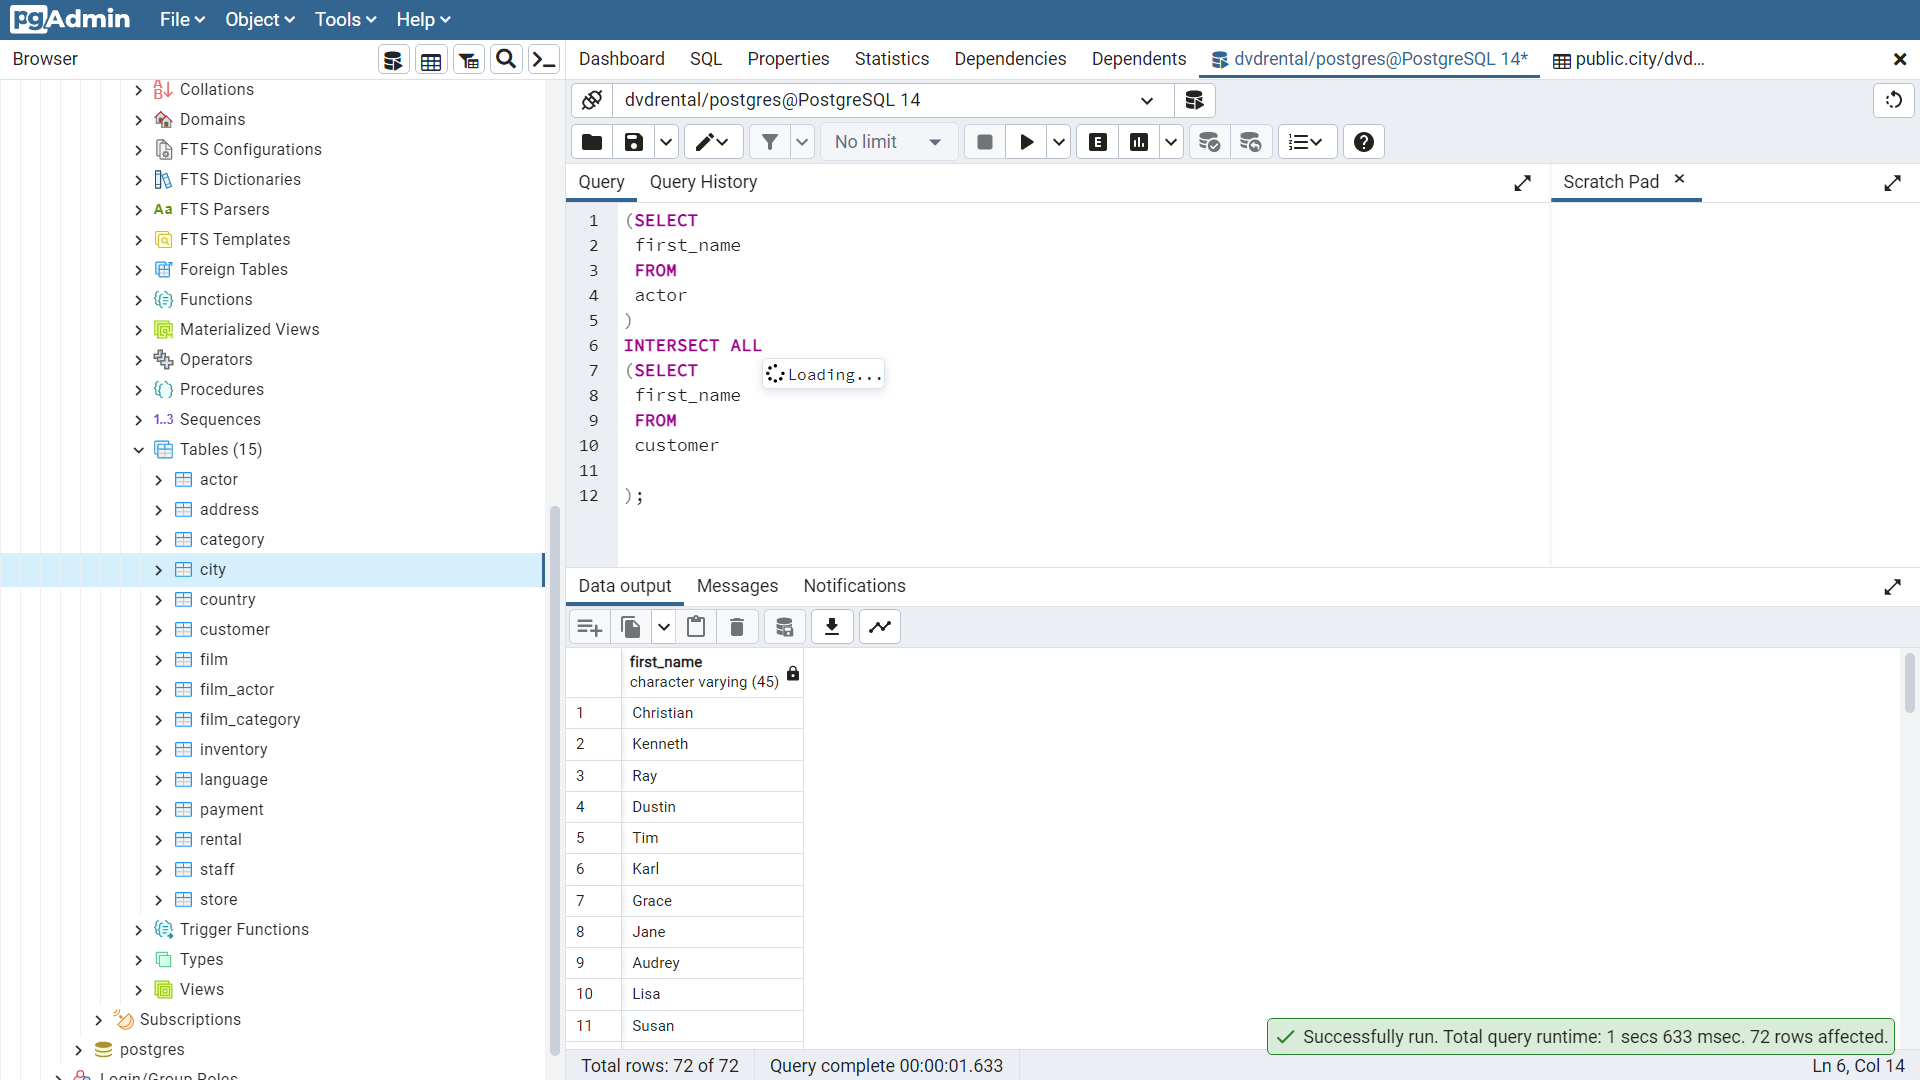 pgAdmin File Object Tools Help
Browser
Dashboard SQL Properties Statistics Dependencies Dependents dvdrental/postgres@PostgreSQL 14* public.city/dvd...
dvdrental/postgres@PostgreSQL 14
No limit
E
Query Query History
Scratch Pad
Collations
Domains
FTS Configurations
FTS Dictionaries
Aa FTS Parsers
FTS Templates
Foreign Tables
Functions
Materialized Views
Operators
Procedures
1..3 Sequences
Tables (15)
actor
address
category
city
country
customer
film
film_actor
film_category
inventory
language
payment
rental
staff
store
Trigger Functions
Types
Views
Subscriptions
postgres
Login/Group Roles
1 (SELECT
2 first_name
3 FROM
4 actor
5 )
6 INTERSECT ALL
7 (SELECT
8 first_name
9 FROM
10 customer
11
12 );
Loading...
Data output Messages Notifications
first_name
character varying (45)
1 Christian
2 Kenneth
3 Ray
4 Dustin
5 Tim
6 Karl
7 Grace
8 Jane
9 Audrey
10 Lisa
11 Susan
Successfully run. Total query runtime: 1 secs 633 msec. 72 rows affected.
Total rows: 72 of 72 Query complete 00:00:01.633 Ln 6, Col 14